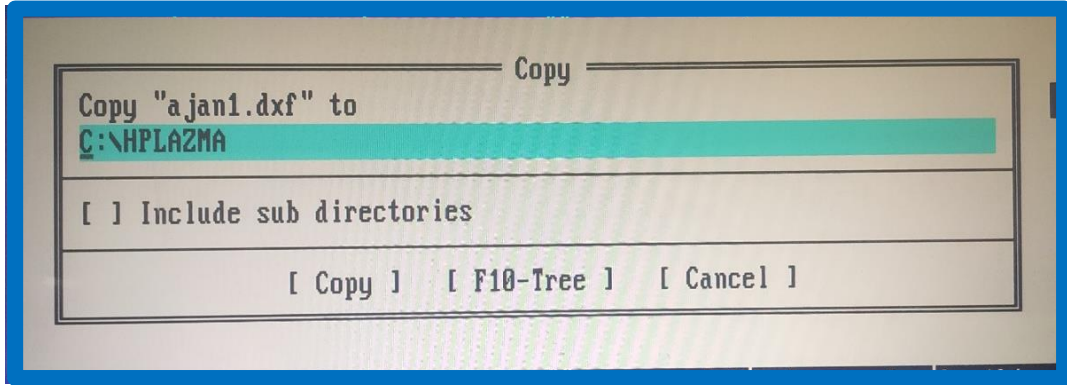 Copy
Copy "ajan1.dxf" to
C:\HPLAZMA
[ ] Include sub directories
[ Copy ] [ F10-Tree ] [ Cancel ]